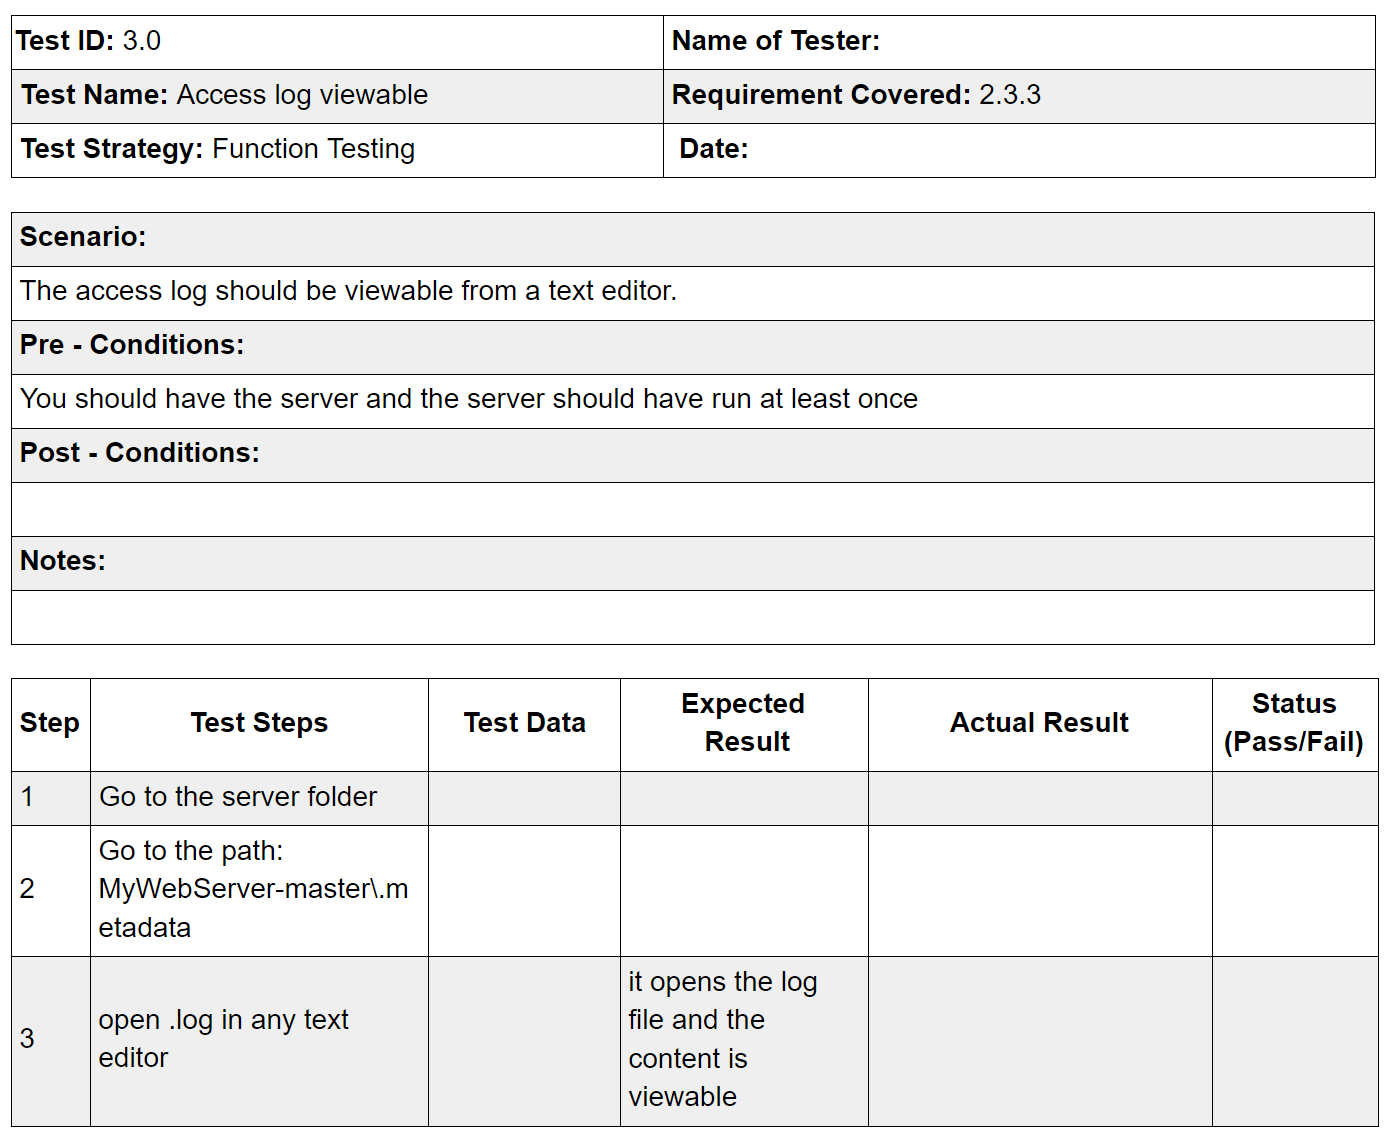 Test ID: 3.0
Name of Tester:
Test Name: Access log viewable
Requirement Covered: 2.3.3
Test Strategy: Function Testing
Date:
Scenario:
The access log should be viewable from a text editor.
Pre - Conditions:
You should have the server and the server should have run at least once
Post - Conditions:
Notes:
Step
Test Steps
Test Data
Expected
Result
Actual Result
Status
(Pass/Fail)
1
Go to the server folder
2
Go to the path:
MyWebServer-master\.m
etadata
3
open .log in any text
editor
it opens the log
file and the
content is
viewable